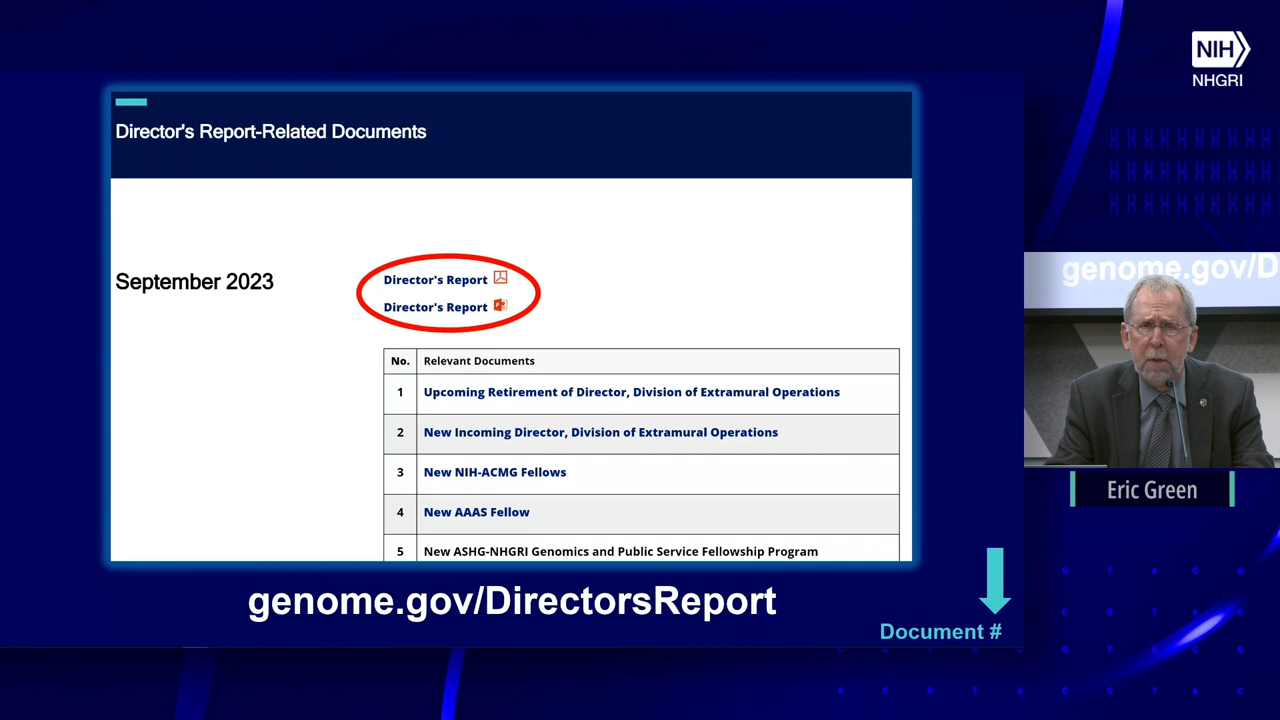 NIH
NHGRI
Director's Report-Related Documents
September 2023
Director's Report
Director's Report
No. Relevant Documents
1 Upcoming Retirement of Director, Division of Extramural Operations
2 New Incoming Director, Division of Extramural Operations
3 New NIH-ACMG Fellows
4 New AAAS Fellow
5 New ASHG-NHGRI Genomics and Public Service Fellowship Program
genome.gov/DirectorsReport
Document #
genome.gov/D
Eric Green